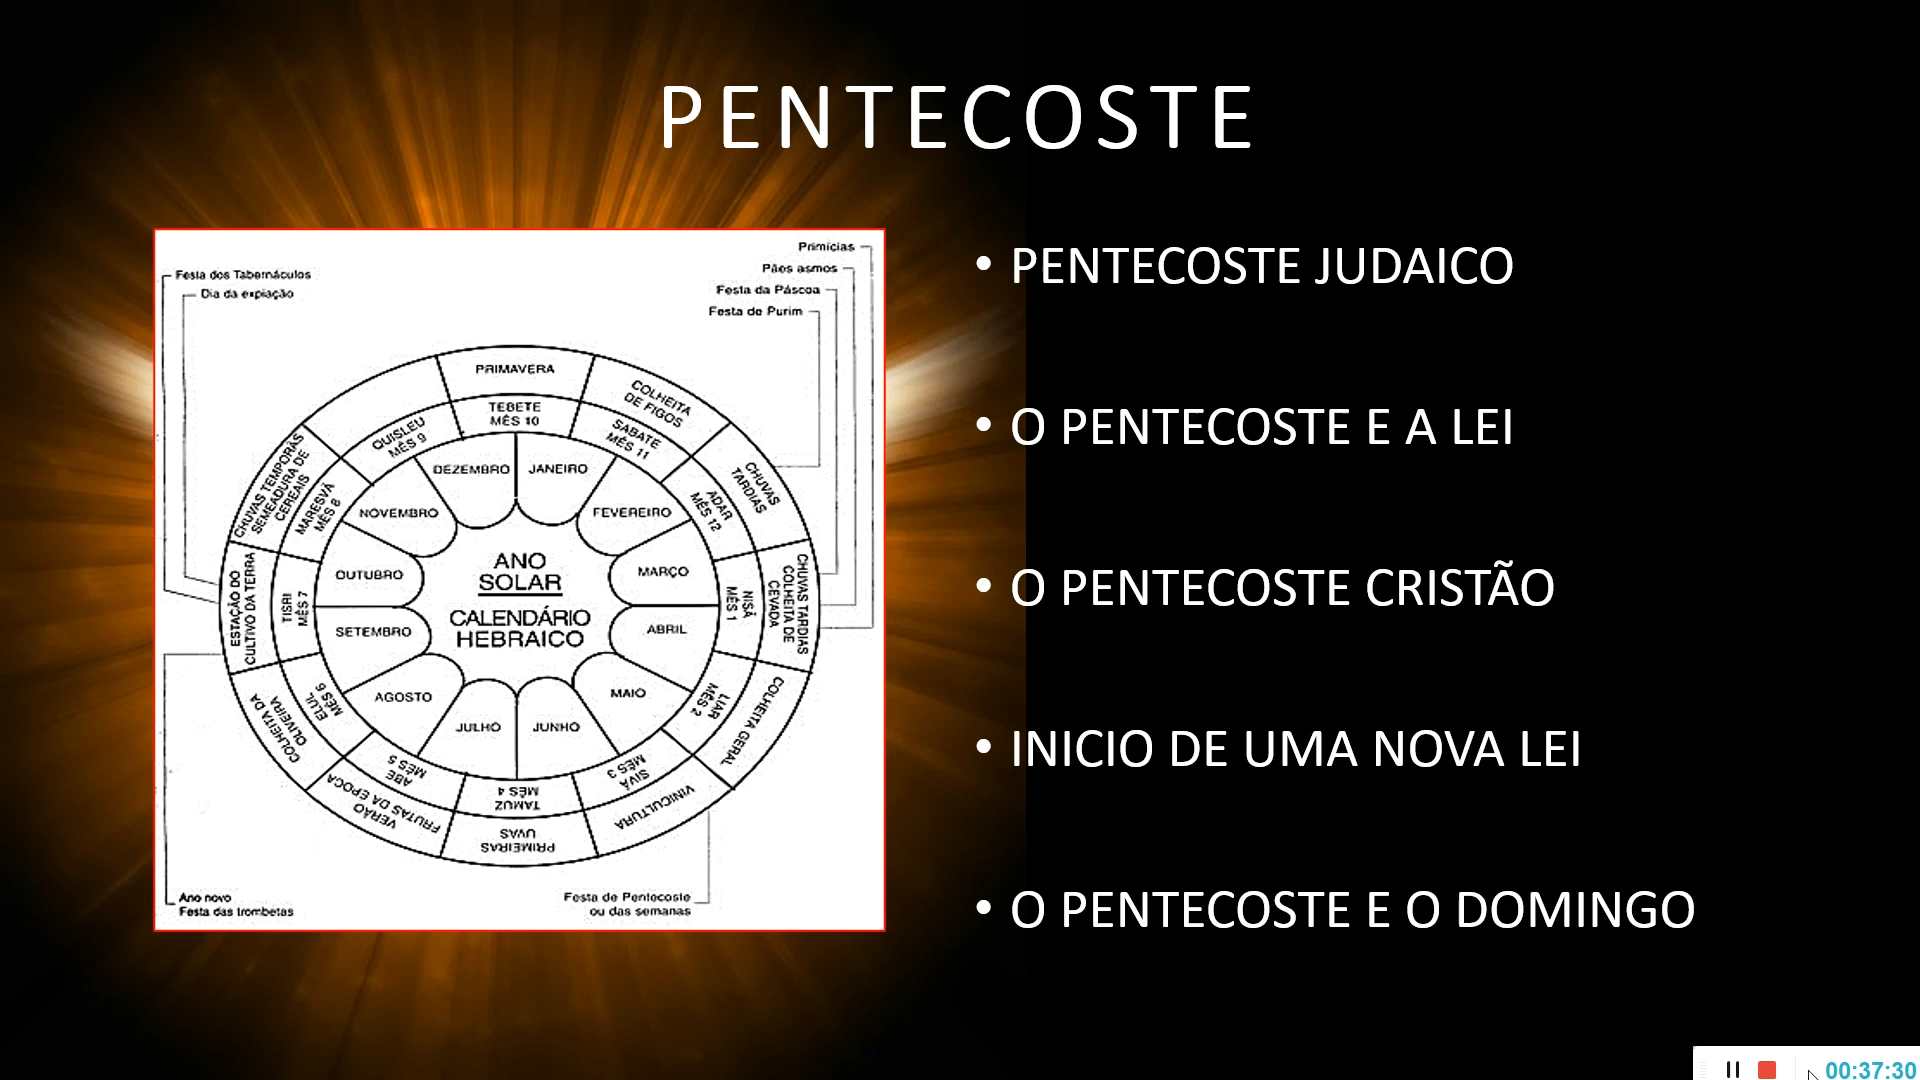 PENTECOSTE
Festa dos Tabernáculos
Dia da expiação
Primícias
Pães asmos
Festa da Páscoa
Festa de Purim
PRIMAVERA
COLHEITA
DE FIGOS
CHUVAS
TARDIAS
CHUVAS TARDIAS
COLHEITA DE
CEVADA
COLHEITA GERAL
VINICULTURA
PRIMEIRAS
UVAS
VERÃO
FRUTAS DA EPOCA
COLHEITA DA
OLIVEIRA
ESTAÇÃO DO
CULTIVO DA TERRA
CHUVAS TEMPORÃS
SEMEADURA DE
CEREAIS
TEBETE
MÊS 10
SABATE
MÊS 11
ADAR
MÊS 12
NISÃ
MÊS 1
LIAR
MÊS 2
SIVÃ
MÊS 3
TAMUZ
MÊS 4
ABE
MÊS 5
ELUL
MÊS 6
TISRI
MÊS 7
MARESVÃ
MÊS 8
QUISLEU
MÊS 9
JANEIRO
FEVEREIRO
MARÇO
ABRIL
MAIO
JUNHO
JULHO
AGOSTO
SETEMBRO
OUTUBRO
NOVEMBRO
DEZEMBRO
ANO
SOLAR
CALENDÁRIO
HEBRAICO
Ano novo
Festa das trombetas
Festa de Pentecoste
ou das semanas
• PENTECOSTE JUDAICO
• O PENTECOSTE E A LEI
• O PENTECOSTE CRISTÃO
• INICIO DE UMA NOVA LEI
• O PENTECOSTE E O DOMINGO
00:37:30